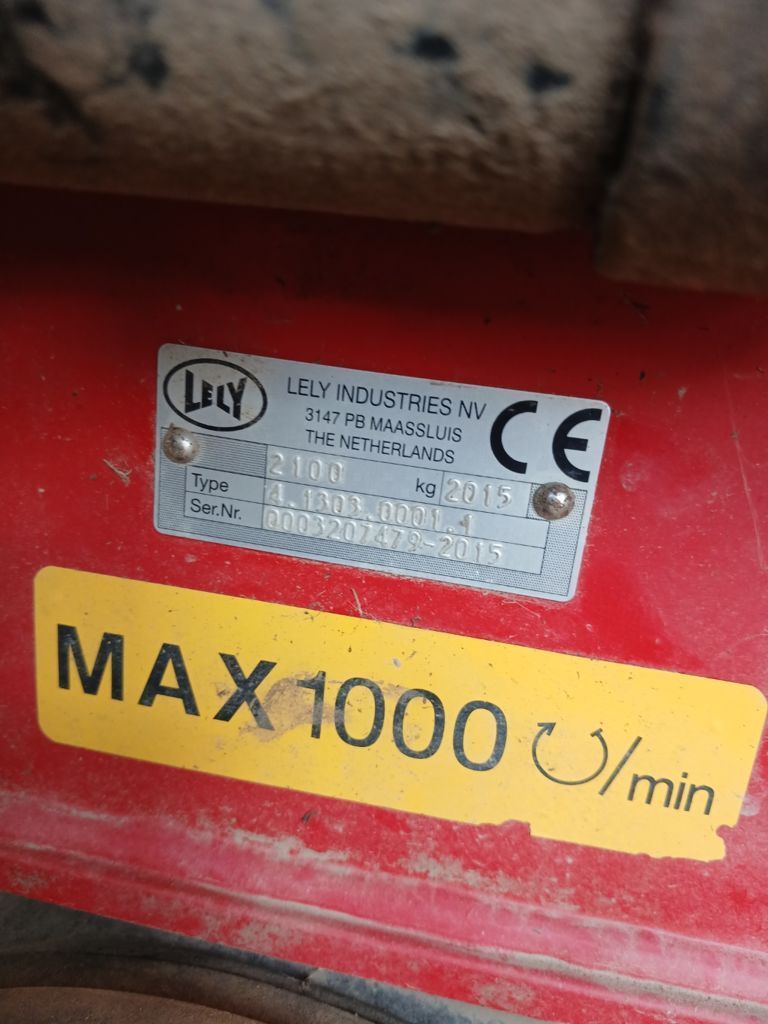 LELY
LELY INDUSTRIES NV
3147 PB MAASSLUIS
THE NETHERLANDS
CE
2100 kg 2015
Type 4.1303.0001.1
Ser.Nr. 0003207479-2015
MAX 1000 /min